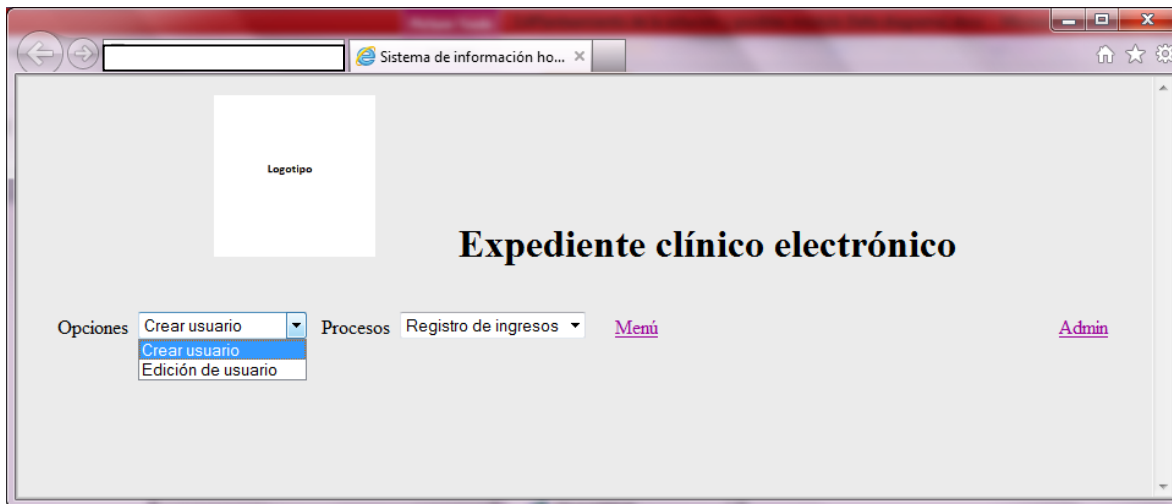 Sistema de información ho...
Logotipo
Expediente clínico electrónico
Opciones Crear usuario Procesos Registro de ingresos Menú Admin
Crear usuario
Edición de usuario